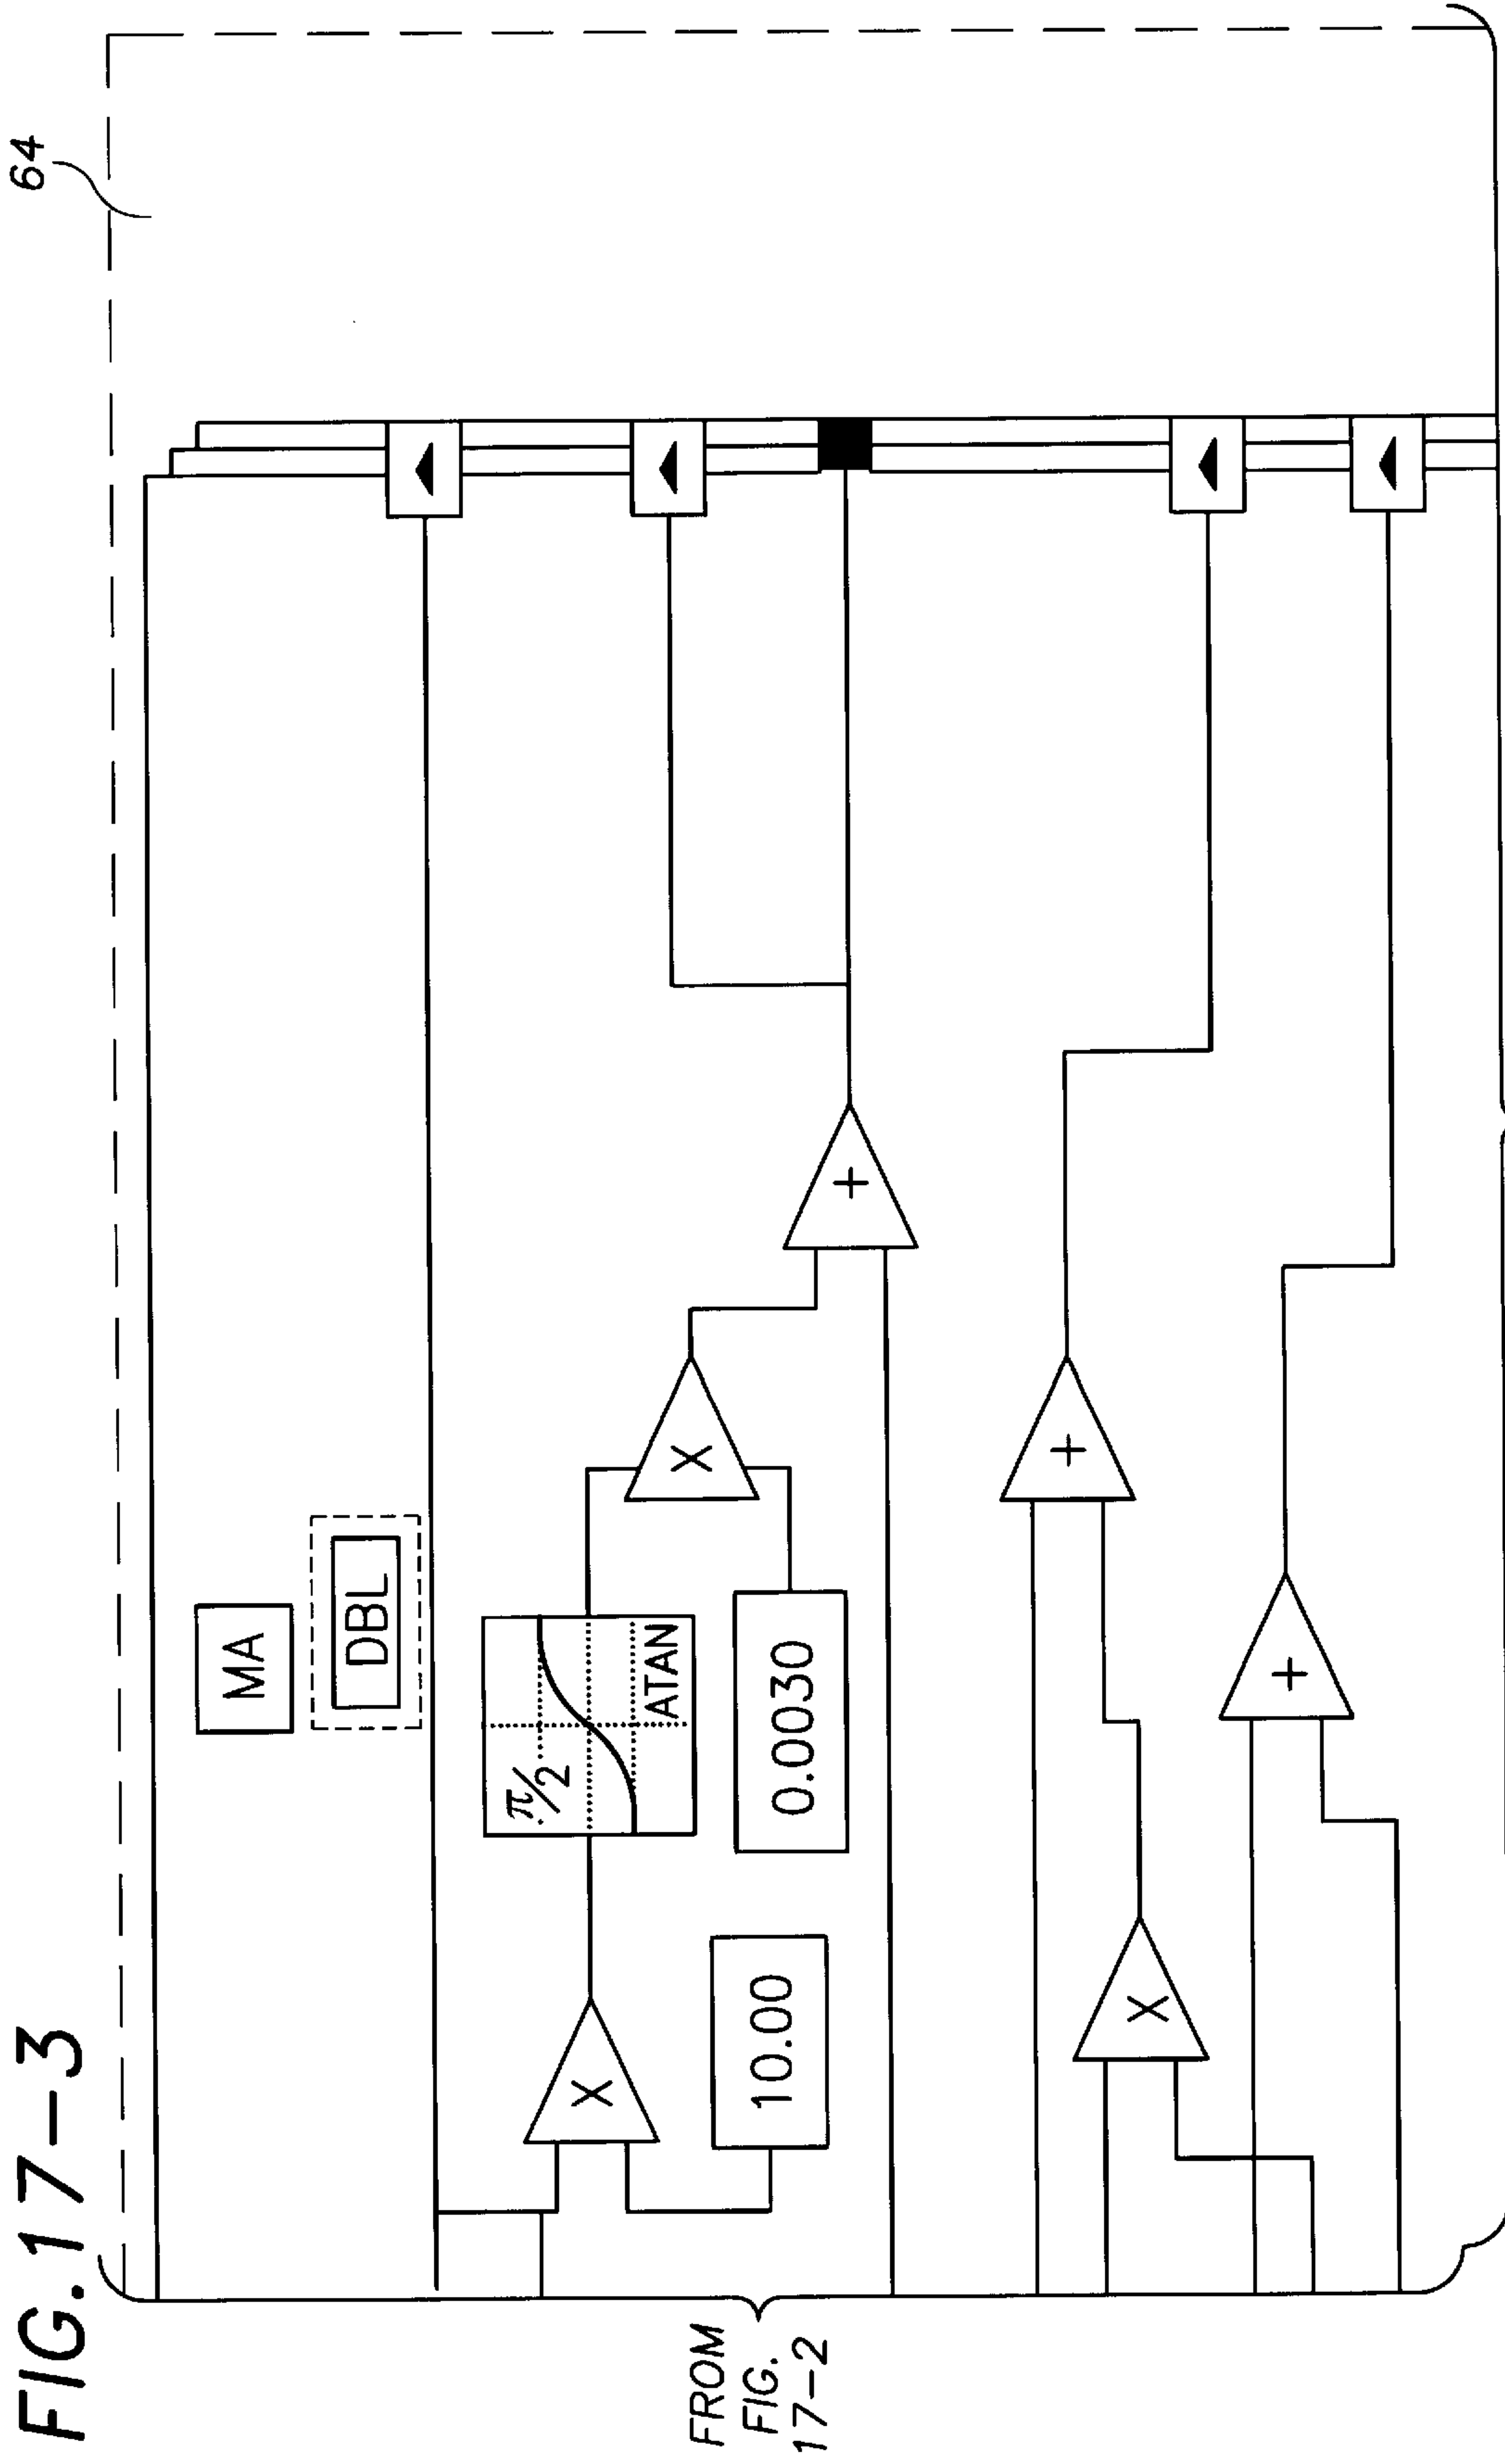 FIG.17-3
64
MA
DBL
π/2
ATAN
X
10.00
0.0030
X
+
FROM
FIG.
17-2
X
+
+